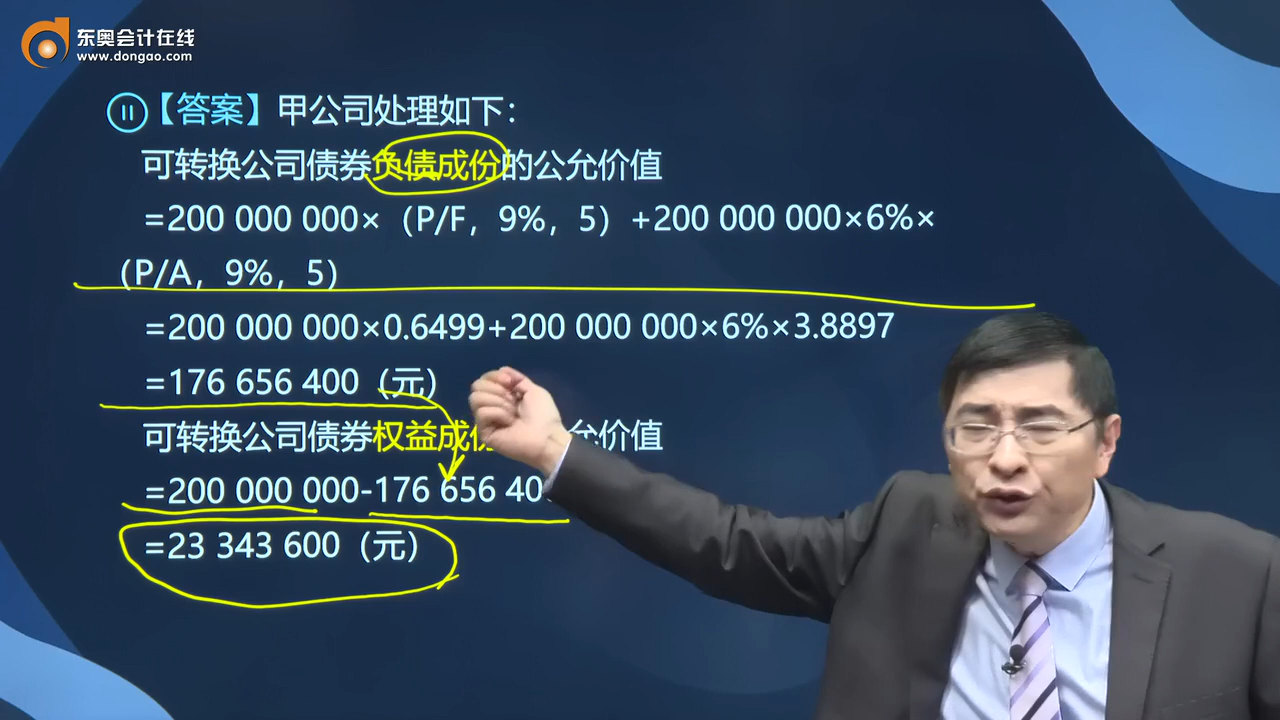 东奥会计在线
www.dongao.com
【答案】甲公司处理如下：
可转换公司债券负债成份的公允价值
=200 000 000×（P/F，9%，5）+200 000 000×6%×
（P/A，9%，5）
=200 000 000×0.6499+200 000 000×6%×3.8897
=176 656 400（元）
可转换公司债券权益成份 允价值
=200 000 000-176 656 40
=23 343 600（元）